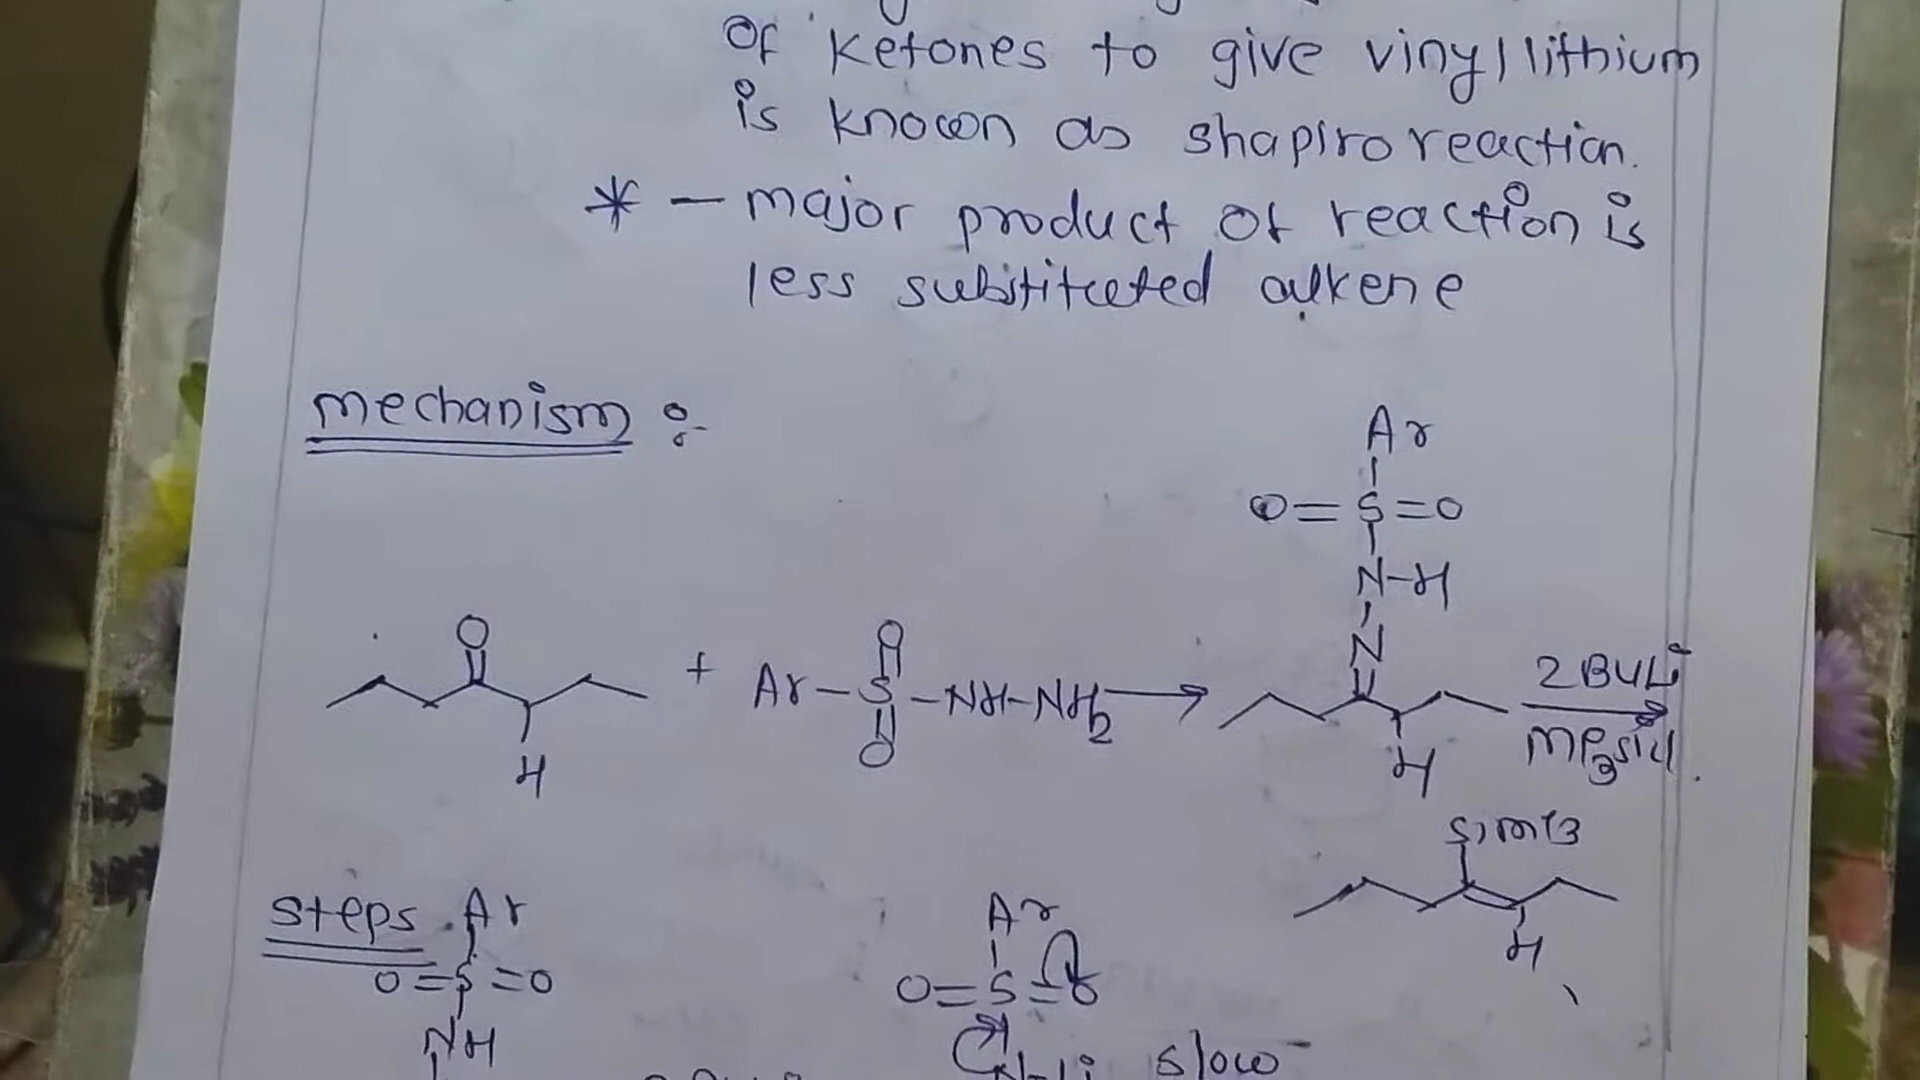 of ketones to give vinyl lithium
is known as shapiro reaction.
* - major product of reaction is
less substituted alkene
mechanism :-
Ar
O=S=O
N-H
N
O
+ Ar-S-NH-NH2
O
O
H
2BULi
Me3SiCl
H
SiMe3
H
steps
Ar
O=S=O
NH
Ar
O=S=O
N-Li slow